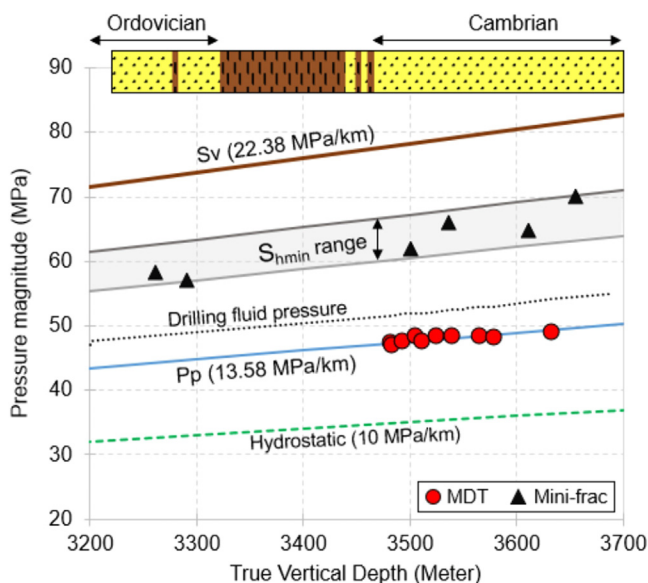 Ordovician Cambrian
90
80
70
60
50
40
30
20
Pressure magnitude (MPa)
Sv (22.38 MPa/km)
Shmin range
Drilling fluid pressure
Pp (13.58 MPa/km)
Hydrostatic (10 MPa/km)
MDT Mini-frac
3200 3300 3400 3500 3600 3700
True Vertical Depth (Meter)